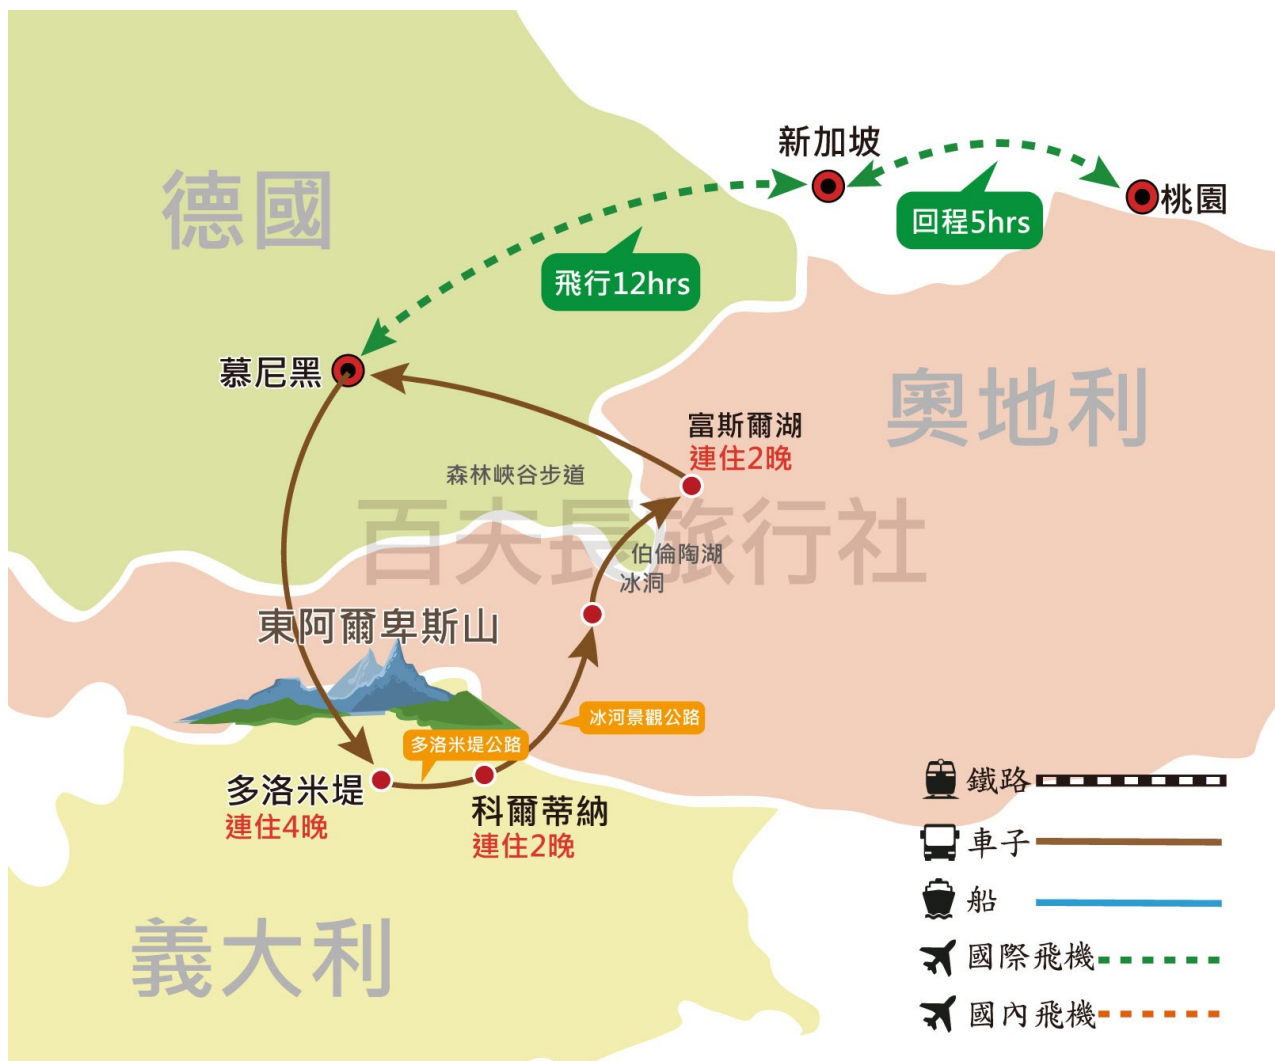 新加坡
桃園
德國
回程5hrs
飛行12hrs
慕尼黑
奧地利
富斯爾湖
連住2晚
森林峽谷步道
百夫長旅行社
伯倫陶湖
冰洞
東阿爾卑斯山
冰河景觀公路
多洛米堤公路
多洛米堤
連住4晚
科爾蒂納
連住2晚
義大利
鐵路
車子
船
國際飛機
國內飛機